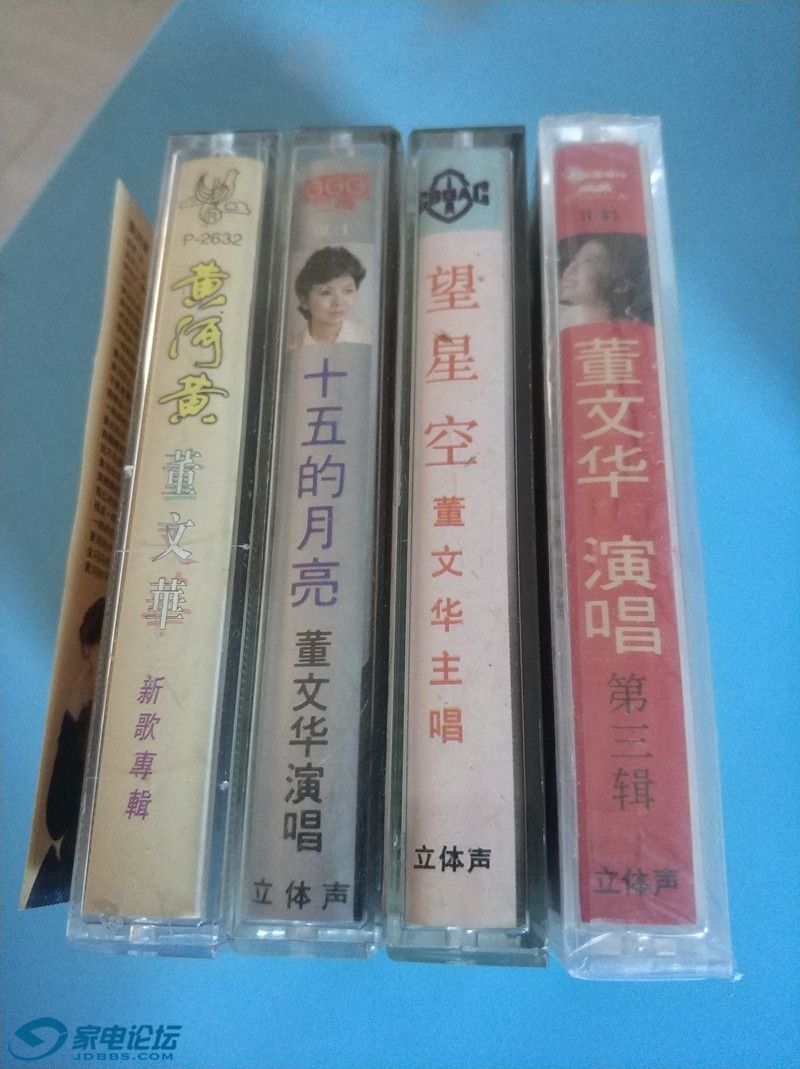 P-2632
黄河黄
董文華
新歌專輯
GGG
十五的月亮
董文华演唱
立体声
望星空
董文华主唱
立体声
董文华 演唱
第三辑
立体声
家电论坛
JDBBS.COM